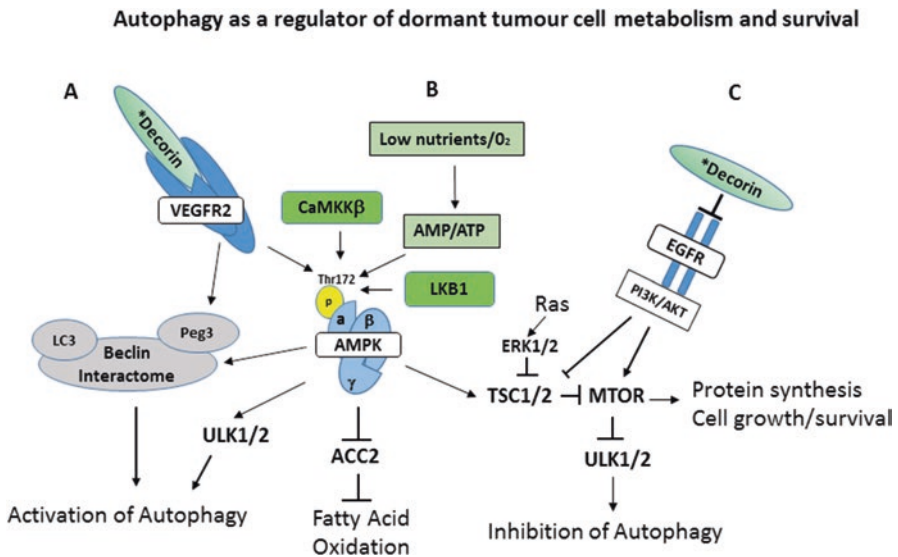 Autophagy as a regulator of dormant tumour cell metabolism and survival
A
B
C
*Decorin
VEGFR2
Low nutrients/0₂
CaMKKβ
AMP/ATP
Thr172
LKB1
p
a
β
AMPK
γ
LC3
Peg3
Beclin
Interactome
ULK1/2
Activation of Autophagy
ACC2
Fatty Acid
Oxidation
*Decorin
EGFR
PI3K/AKT
Ras
ERK1/2
TSC1/2
MTOR
Protein synthesis
Cell growth/survival
ULK1/2
Inhibition of Autophagy